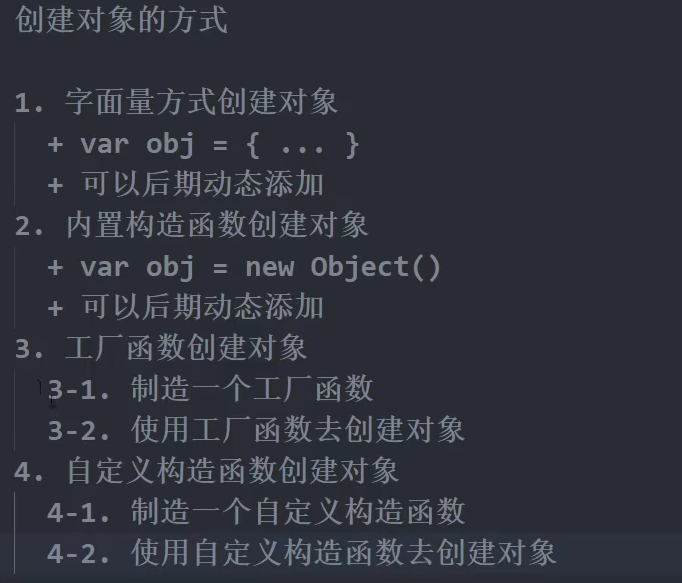 创建对象的方式
1. 字面量方式创建对象
+ var obj = { ... }
+ 可以后期动态添加
2. 内置构造函数创建对象
+ var obj = new Object()
+ 可以后期动态添加
3. 工厂函数创建对象
3-1. 制造一个工厂函数
3-2. 使用工厂函数去创建对象
4. 自定义构造函数创建对象
4-1. 制造一个自定义构造函数
4-2. 使用自定义构造函数去创建对象